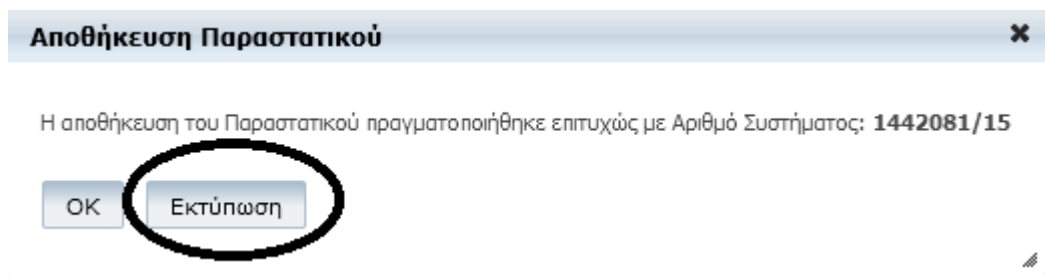 Αποθήκευση Παραστατικού
Η αποθήκευση του Παραστατικού πραγματοποιήθηκε επιτυχώς με Αριθμό Συστήματος: 1442081/15
OK Εκτύπωση